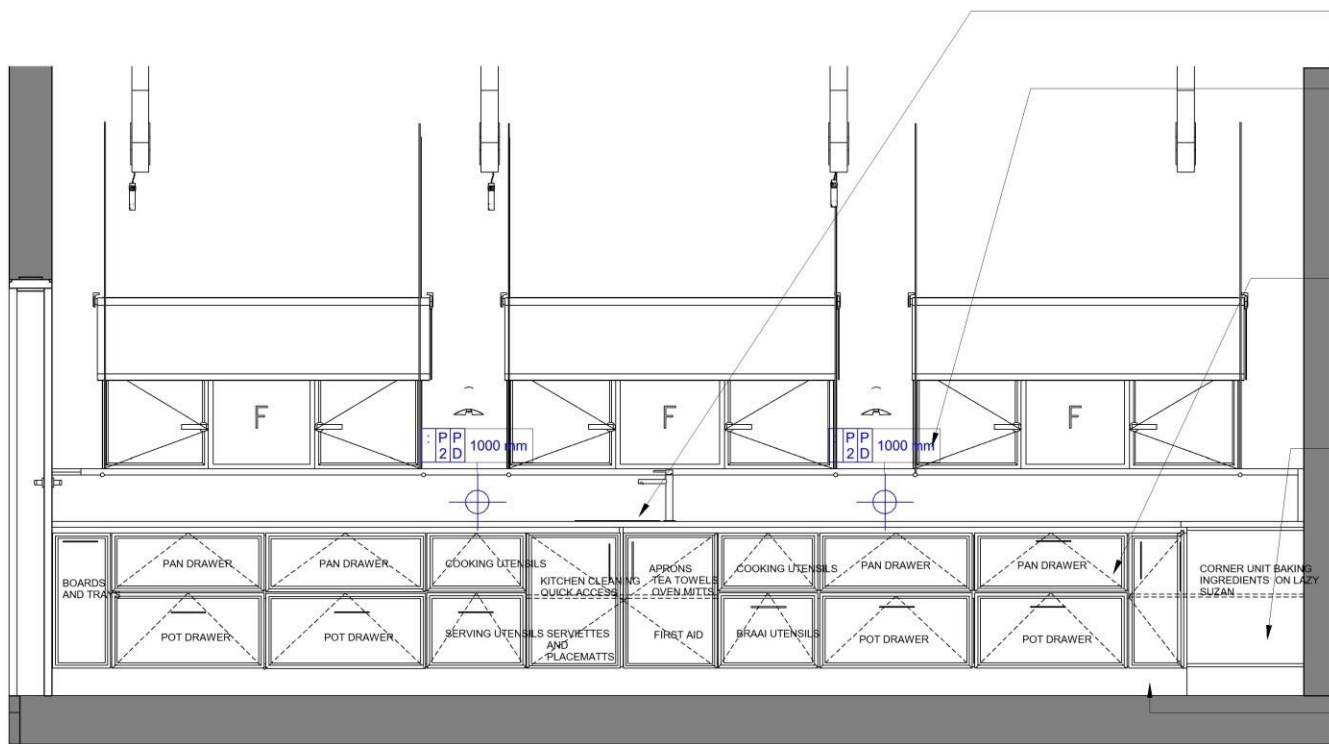 F
F
F
: P P 1000 mm
2 D
: P P 1000 mm
2 D
PAN DRAWER
PAN DRAWER
COOKING UTENSILS
APRONS
TEA TOWELS
OVEN MITTS
COOKING UTENSILS
PAN DRAWER
PAN DRAWER
CORNER UNIT BAKING
INGREDIENTS ON LAZY
SUZAN
BOARDS
AND TRAYS
KITCHEN CLEANING
QUICK ACCESS
POT DRAWER
POT DRAWER
SERVING UTENSILS
SERVIETTES
AND
PLACEMATTS
FIRST AID
BRAAI UTENSILS
POT DRAWER
POT DRAWER